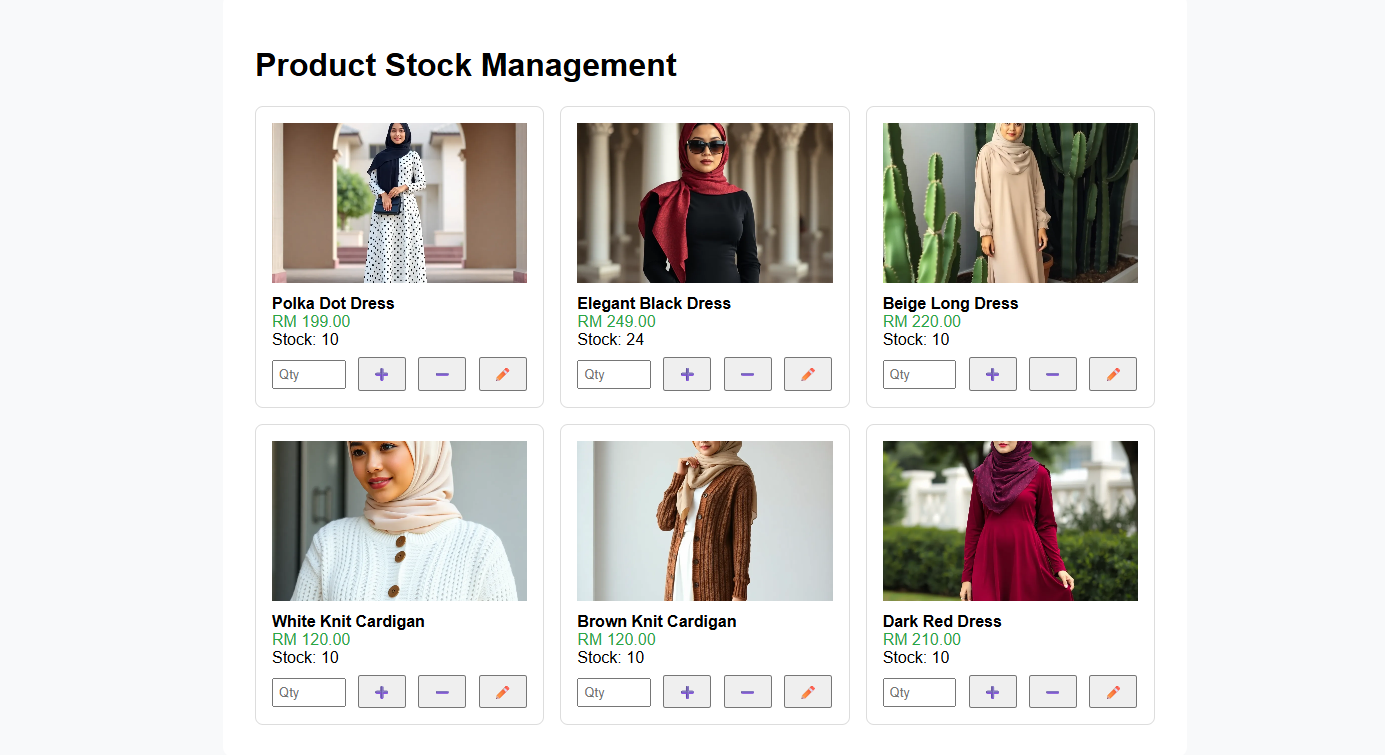 Product Stock Management
Polka Dot Dress
RM 199.00
Stock: 10
Qty
Elegant Black Dress
RM 249.00
Stock: 24
Qty
Beige Long Dress
RM 220.00
Stock: 10
Qty
White Knit Cardigan
RM 120.00
Stock: 10
Qty
Brown Knit Cardigan
RM 120.00
Stock: 10
Qty
Dark Red Dress
RM 210.00
Stock: 10
Qty